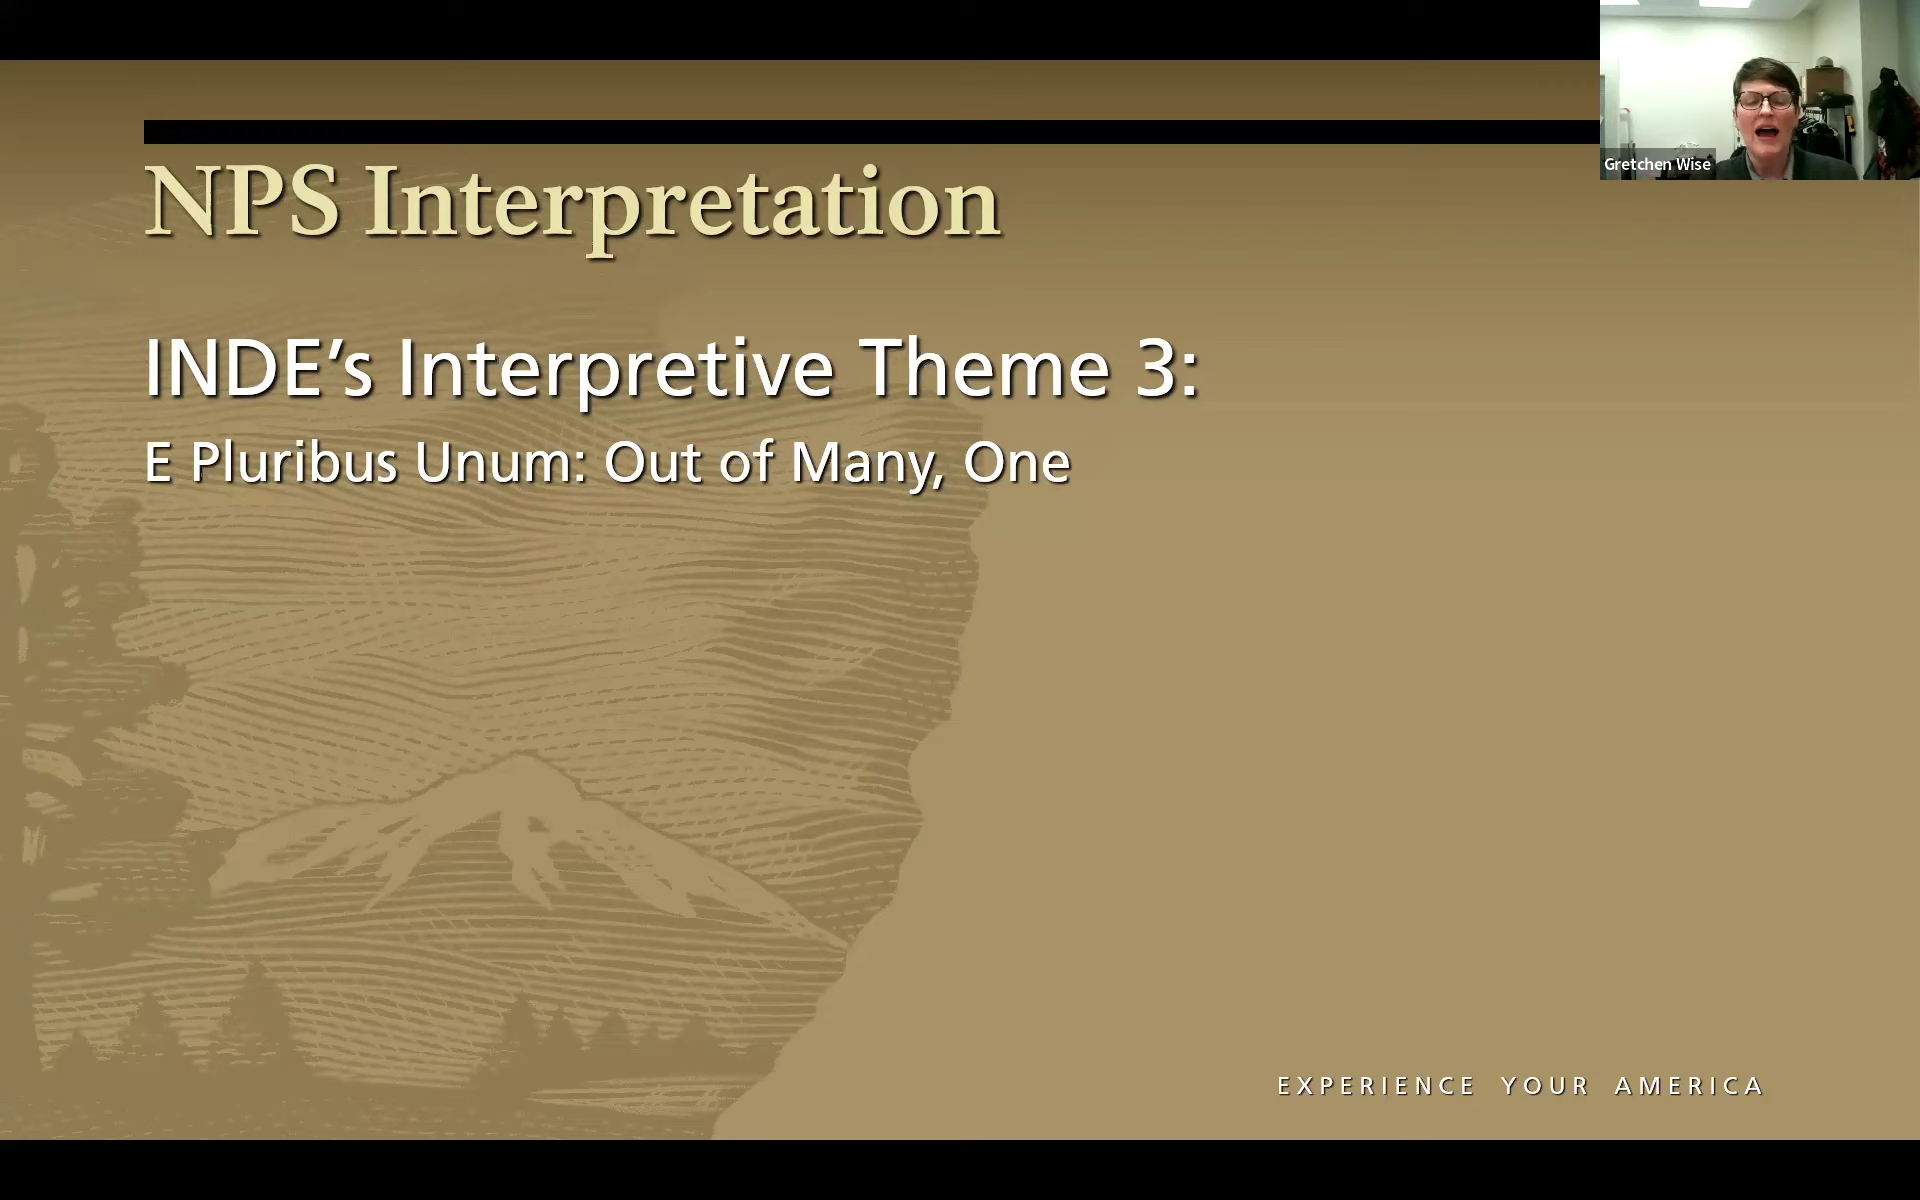 Gretchen Wise
NPS Interpretation
INDE’s Interpretive Theme 3:
E Pluribus Unum: Out of Many, One
EXPERIENCE YOUR AMERICA